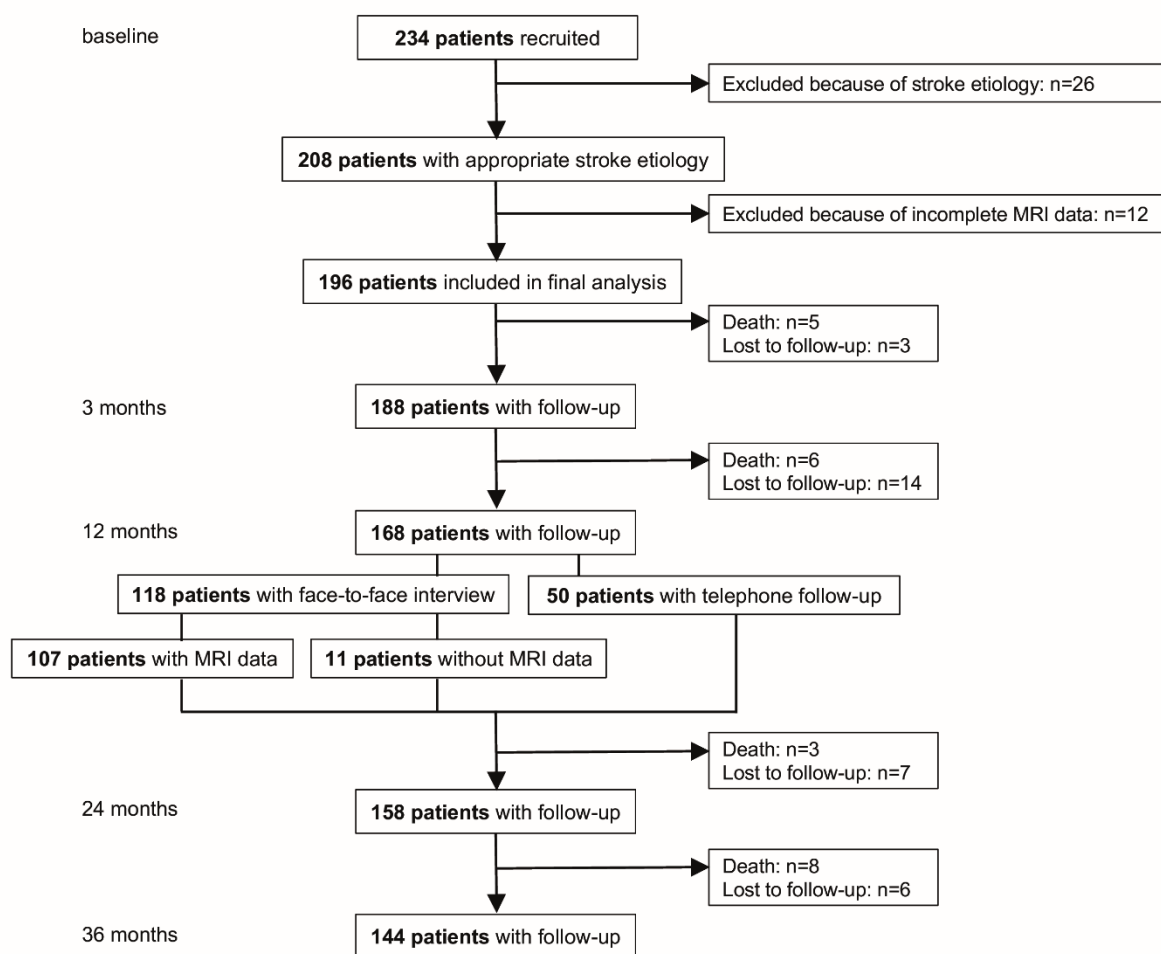 baseline
234 patients recruited
Excluded because of stroke etiology: n=26
208 patients with appropriate stroke etiology
Excluded because of incomplete MRI data: n=12
196 patients included in final analysis
Death: n=5
Lost to follow-up: n=3
3 months
188 patients with follow-up
Death: n=6
Lost to follow-up: n=14
12 months
168 patients with follow-up
118 patients with face-to-face interview
50 patients with telephone follow-up
107 patients with MRI data
11 patients without MRI data
Death: n=3
Lost to follow-up: n=7
24 months
158 patients with follow-up
Death: n=8
Lost to follow-up: n=6
36 months
144 patients with follow-up